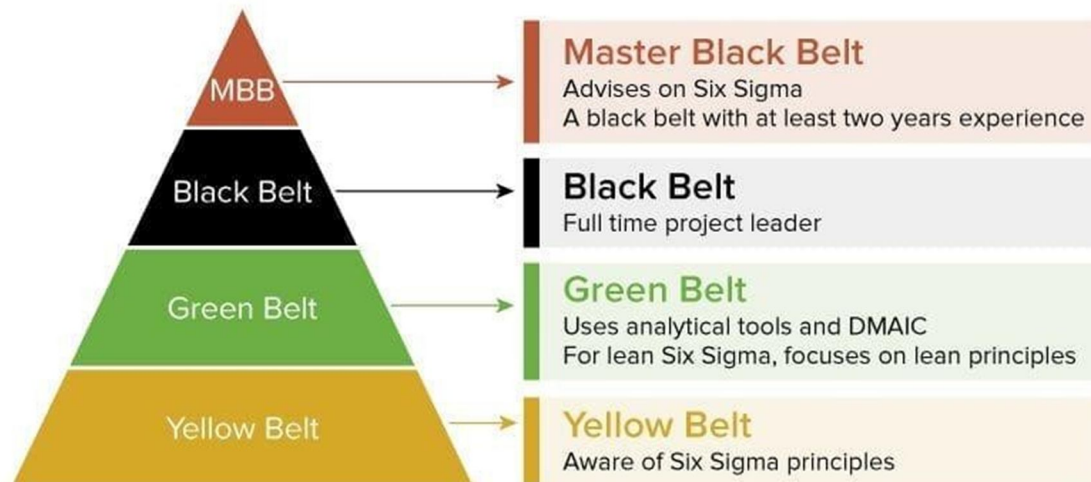 MBB
Master Black Belt
Advises on Six Sigma
A black belt with at least two years experience
Black Belt
Black Belt
Full time project leader
Green Belt
Green Belt
Uses analytical tools and DMAIC
For lean Six Sigma, focuses on lean principles
Yellow Belt
Yellow Belt
Aware of Six Sigma principles